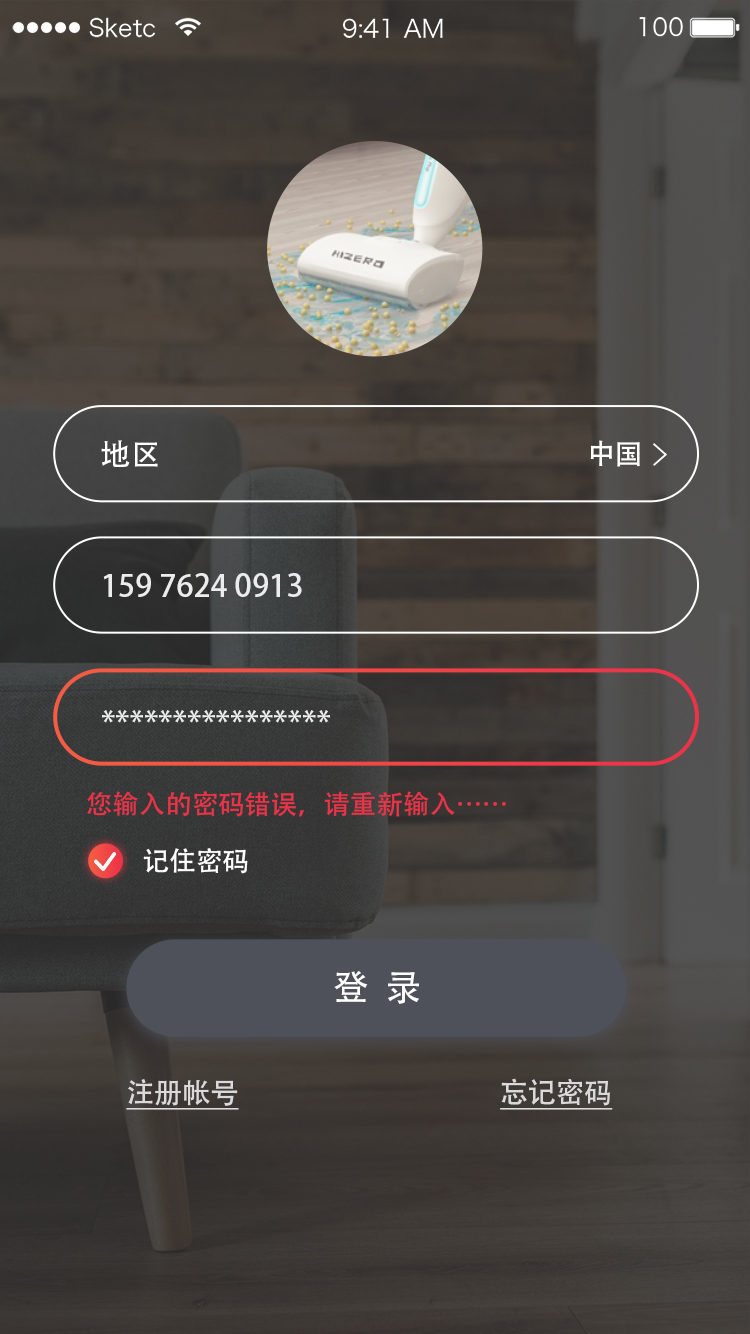 Sketc 9:41 AM 100
HIZERO
地区 中国
159 7624 0913
****************
您输入的密码错误，请重新输入……
记住密码
登 录
注册帐号 忘记密码